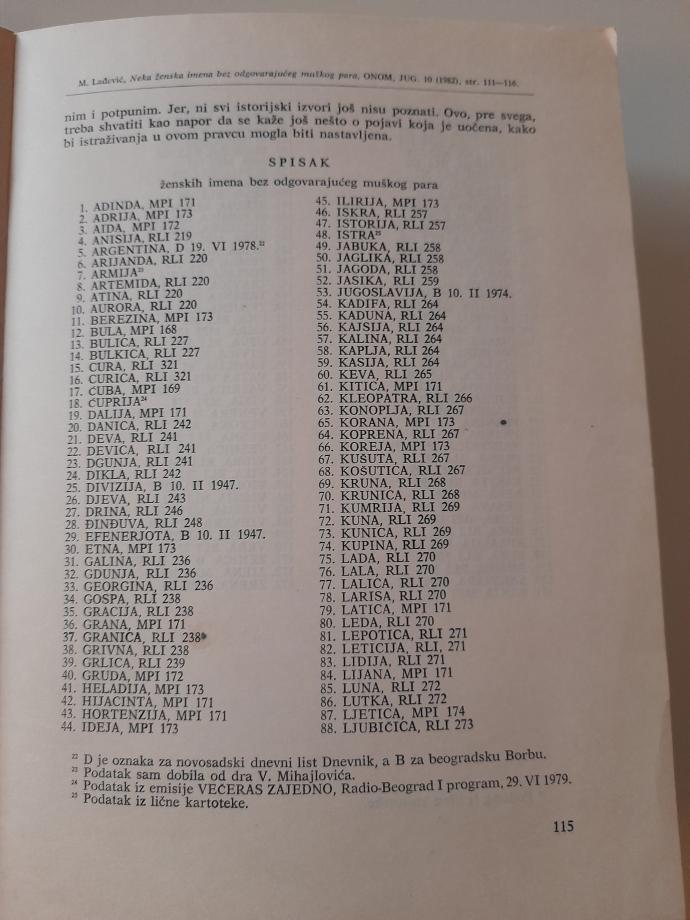 M. Lađević, Neka ženska imena bez odgovarajućeg muškog para, ONOM. JUG. 10 (1982), str. 111—116.
nim i potpunim. Jer, ni svi istorijski izvori još nisu poznati. Ovo, pre svega,
treba shvatiti kao napor da se kaže još nešto o pojavi koja je uočena, kako
bi istraživanja u ovom pravcu mogla biti nastavljena.
SPISAK
ženskih imena bez odgovarajućeg muškog para
1. ADINDA, MPI 171
2. ADRIJA, MPI 173
3. AIDA, MPI 172
4. ANISIJA, RLI 219
5. ARGENTINA, D 19. VI 1978.²²
6. ARIJANDA, RLI 220
7. ARMIJA²³
8. ARTEMIDA, RLI 220
9. ATINA, RLI 220
10. AURORA, RLI 220
11. BEREZINA, MPI 173
12. BULA, MPI 168
13. BULICA, RLI 227
14. BULKICA, RLI 227
15. CURA, RLI 321
16. CURICA, RLI 321
17. ĆUBA, MPI 169
18. ĆUPRIJA²⁴
19. DALIJA, MPI 171
20. DANICA, RLI 242
21. DEVA, RLI 241
22. DEVICA, RLI 241
23. DGUNJA, RLI 241
24. DIKLA, RLI 242
25. DIVIZIJA, B 10. II 1947.
26. DJEVA, RLI 243
27. DRINA, RLI 246
28. ĐINĐUVA, RLI 248
29. EFENERJOTA, B 10. II 1947.
30. ETNA, MPI 173
31. GALINA, RLI 236
32. GDUNJA, RLI 236
33. GEORGINA, RLI 236
34. GOSPA, RLI 238
35. GRACIJA, RLI 238
36. GRANA, MPI 171
37. GRANICA, RLI 238
38. GRIVNA, RLI 238
39. GRLICA, RLI 239
40. GRUDA, MPI 172
41. HELADIJA, MPI 173
42. HIJACINTA, MPI 171
43. HORTENZIJA, MPI 171
44. IDEJA, MPI 173
45. ILIRIJA, MPI 173
46. ISKRA, RLI 257
47. ISTORIJA, RLI 257
48. ISTRA²⁵
49. JABUKA, RLI 258
50. JAGLIKA, RLI 258
51. JAGODA, RLI 258
52. JASIKA, RLI 259
53. JUGOSLAVIJA, B 10. II 1974.
54. KADIFA, RLI 264
55. KADUNA, RLI 264
56. KAJSIJA, RLI 264
57. KALINA, RLI 264
58. KAPLJA, RLI 264
59. KASIJA, RLI 264
60. KEVA, RLI 265
61. KITICA, MPI 171
62. KLEOPATRA, RLI 266
63. KONOPLJA, RLI 267
65. KORANA, MPI 173
64. KOPRENA, RLI 267
66. KOREJA, MPI 173
67. KUŠUTA, RLI 267
68. KOŠUTICA, RLI 267
69. KRUNA, RLI 268
70. KRUNICA, RLI 268
71. KUMRIJA, RLI 269
72. KUNA, RLI 269
73. KUNICA, RLI 269
74. KUPINA, RLI 269
75. LADA, RLI 270
76. LALA, RLI 270
77. LALICA, RLI 270
78. LARISA, RLI 270
79. LATICA, MPI 171
80. LEDA, RLI 270
81. LEPOTICA, RLI 271
82. LETICIJA, RLI, 271
83. LIDIJA, RLI 271
84. LIJANA, MPI 171
85. LUNA, RLI 272
86. LUTKA, RLI 272
87. LJETICA, MPI 174
88. LJUBIČICA, RLI 273
²² D je oznaka za novosadski dnevni list Dnevnik, a B za beogradsku Borbu.
²³ Podatak sam dobila od dra V. Mihajlovića.
²⁴ Podatak iz emisije VEČERAS ZAJEDNO, Radio-Beograd I program, 29. VI 1979.
²⁵ Podatak iz lične kartoteke.
115